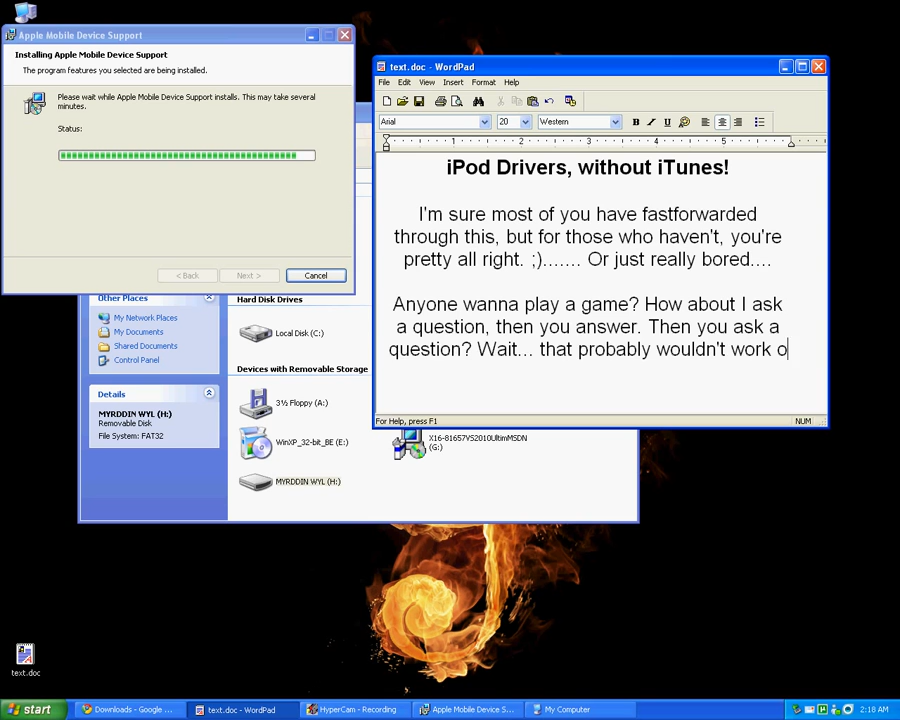 Apple Mobile Device Support
Installing Apple Mobile Device Support
The program features you selected are being installed.
Please wait while Apple Mobile Device Support installs. This may take several
minutes.
Status:
< Back
Next >
Cancel
text.doc - WordPad
File Edit View Insert Format Help
Arial 20 Western B I U
1 2 3 4 5
iPod Drivers, without iTunes!
I'm sure most of you have fastforwarded
through this, but for those who haven't, you're
pretty all right. ;)....... Or just really bored....
Anyone wanna play a game? How about I ask
a question, then you answer. Then you ask a
question? Wait... that probably wouldn't work o
For Help, press F1
NUM
Other Places
My Network Places
My Documents
Shared Documents
Control Panel
Details
MYRDDIN WYL (H:)
Removable Disk
File System: FAT32
Hard Disk Drives
Local Disk (C:)
Devices with Removable Storage
3½ Floppy (A:)
WinXP_32-bit_BE (E:)
X16-81657VS2010UltimMSDN
(G:)
MYRDDIN WYL (H:)
text.doc
start
Downloads - Google ...
text.doc - WordPad
HyperCam - Recording
Apple Mobile Device S...
My Computer
2:18 AM